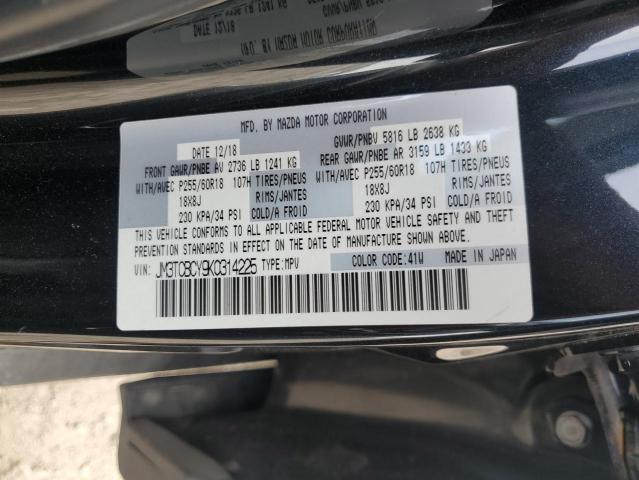 MFD. BY MAZDA MOTOR CORPORATION
DATE 12/18 GVWR/PNBV 5816 LB 2638 KG
FRONT GAWR/PNBE AV 2736 LB 1241 KG REAR GAWR/PNBE AR 3159 LB 1433 KG
WITH/AVEC P255/60R18 107H TIRES/PNEUS WITH/AVEC P255/60R18 107H TIRES/PNEUS
18X8J RIMS/JANTES 18X8J RIMS/JANTES
230 KPA/34 PSI COLD/A FROID 230 KPA/34 PSI COLD/A FROID
THIS VEHICLE CONFORMS TO ALL APPLICABLE FEDERAL MOTOR VEHICLE SAFETY AND THEFT
PREVENTION STANDARDS IN EFFECT ON THE DATE OF MANUFACTURE SHOWN ABOVE.
VIN: JM3TCBCY9K0314225 TYPE:MPV COLOR CODE:41W MADE IN JAPAN